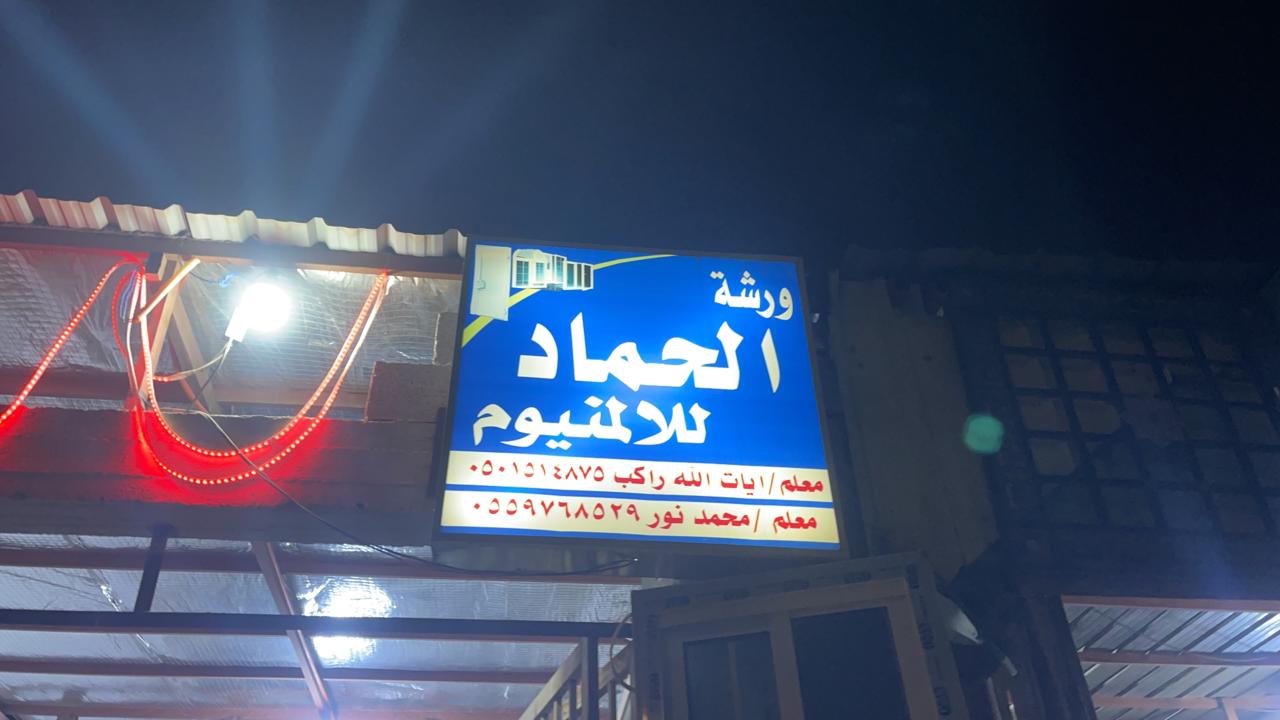 ورشة
الحماد
للالمنيوم
معلم/ايات الله راكب ٠٥٠١٥١٤٨٧٥
معلم /محمد نور ٠٥٥٩٧٦٨٥٢٩